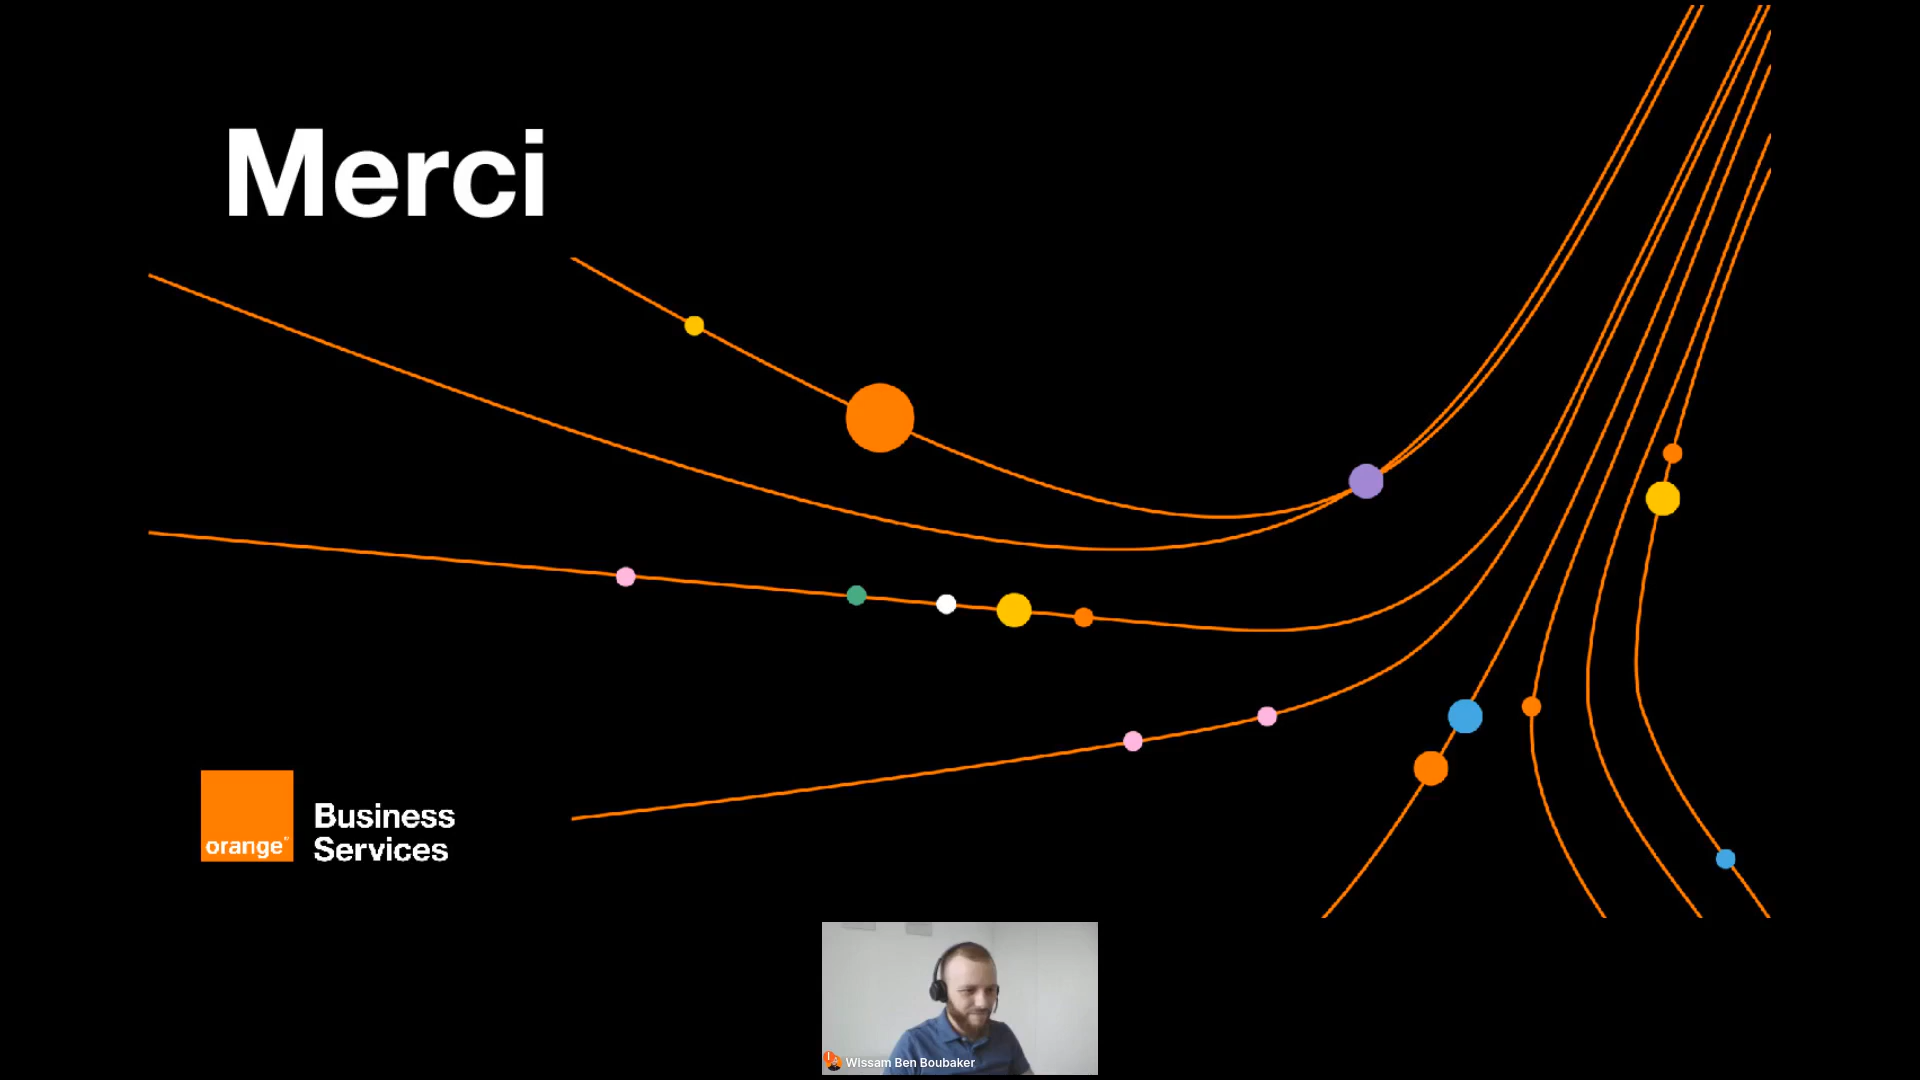 Merci
orange
Business
Services
Wissam Ben Boubaker